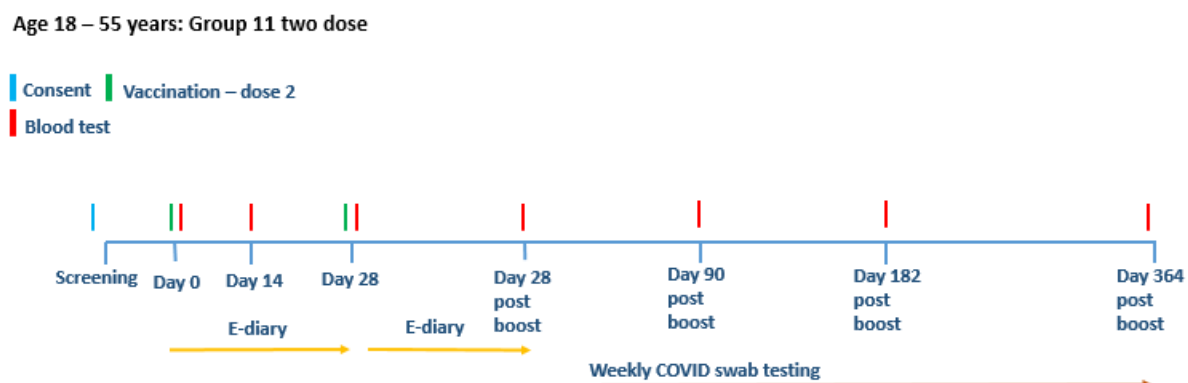 Age 18 – 55 years: Group 11 two dose
Consent Vaccination – dose 2
Blood test
Screening Day 0 Day 14 Day 28 Day 28 Day 90 Day 182 Day 364
post post post post
boost boost boost boost
E-diary E-diary
Weekly COVID swab testing